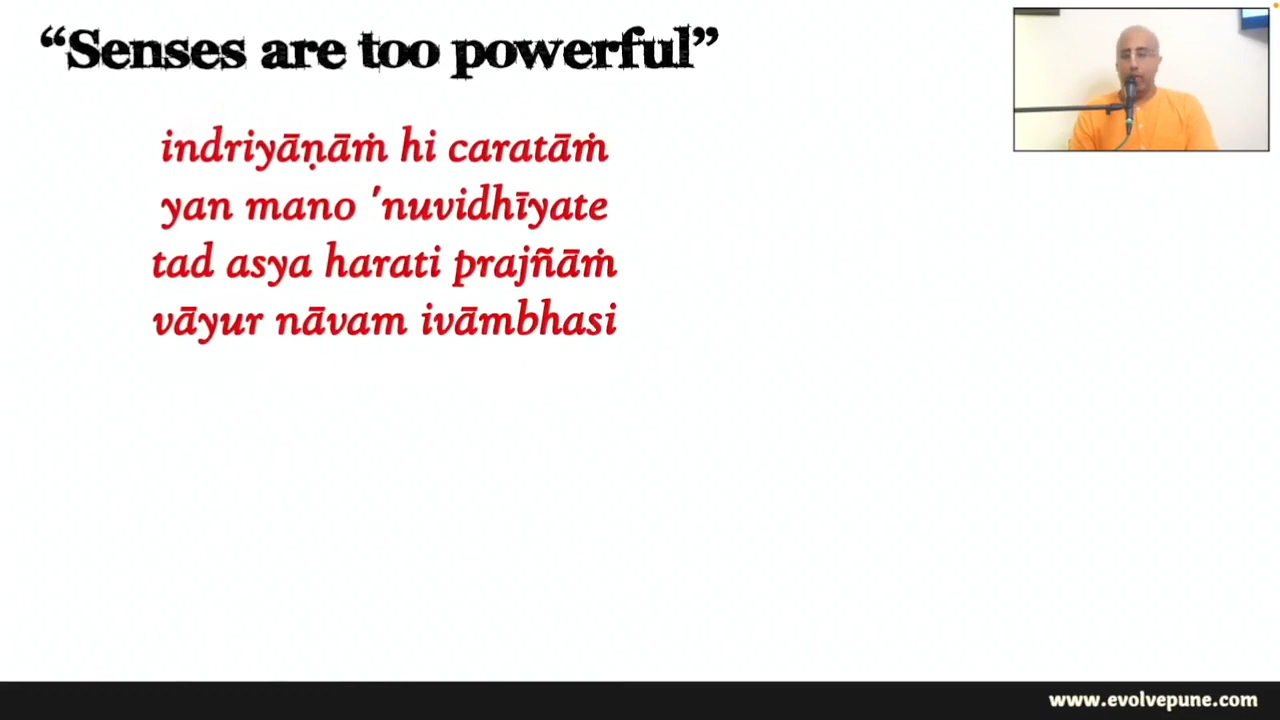 “Senses are too powerful”
indriyāṇāṁ hi caratāṁ
yan mano 'nuvidhīyate
tad asya harati prajñāṁ
vāyur nāvam ivāmbhasi
www.evolvepune.com